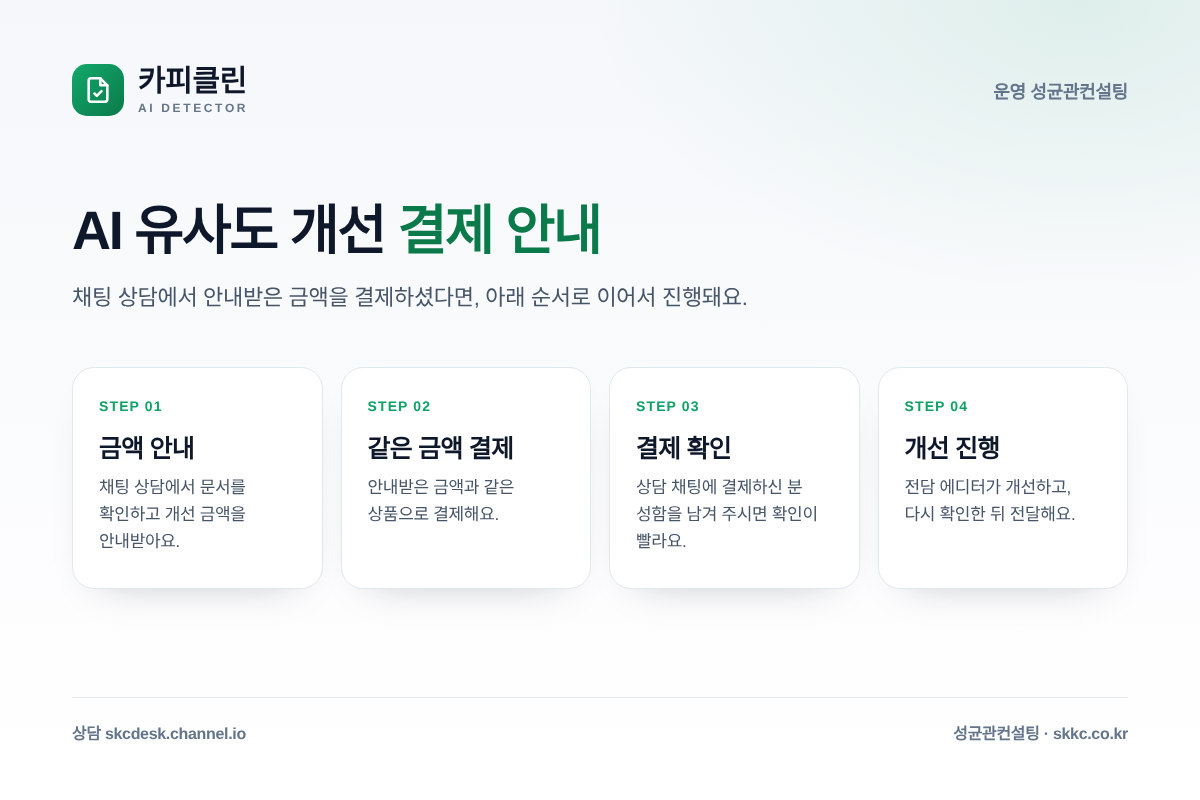 카피클린
AI DETECTOR
운영 성균관컨설팅
AI 유사도 개선 결제 안내
채팅 상담에서 안내받은 금액을 결제하셨다면, 아래 순서로 이어서 진행돼요.
STEP 01
금액 안내
채팅 상담에서 문서를
확인하고 개선 금액을
안내받아요.
STEP 02
같은 금액 결제
안내받은 금액과 같은
상품으로 결제해요.
STEP 03
결제 확인
상담 채팅에 결제하신 분
성함을 남겨 주시면 확인이
빨라요.
STEP 04
개선 진행
전담 에디터가 개선하고,
다시 확인한 뒤 전달해요.
상담 skcdesk.channel.io
성균관컨설팅 · skkc.co.kr